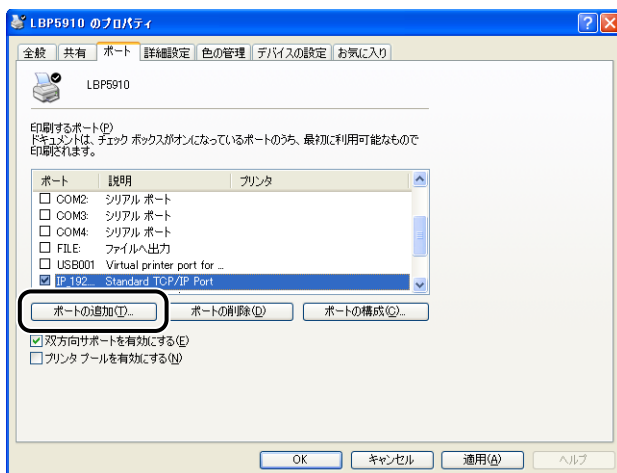 LBP5910 のプロパティ
全般 共有 ポート 詳細設定 色の管理 デバイスの設定 お気に入り
LBP5910
印刷するポート(P)
ドキュメントは、チェック ボックスがオンになっているポートのうち、最初に利用可能なもので
印刷されます。
ポート 説明 プリンタ
COM2: シリアル ポート
COM3: シリアル ポート
COM4: シリアル ポート
FILE: ファイルへ出力
USB001 Virtual printer port for ...
IP_192... Standard TCP/IP Port
ポートの追加(T)... ポートの削除(D) ポートの構成(C)...
双方向サポートを有効にする(E)
プリンタ プールを有効にする(N)
OK キャンセル 適用(A) ヘルプ